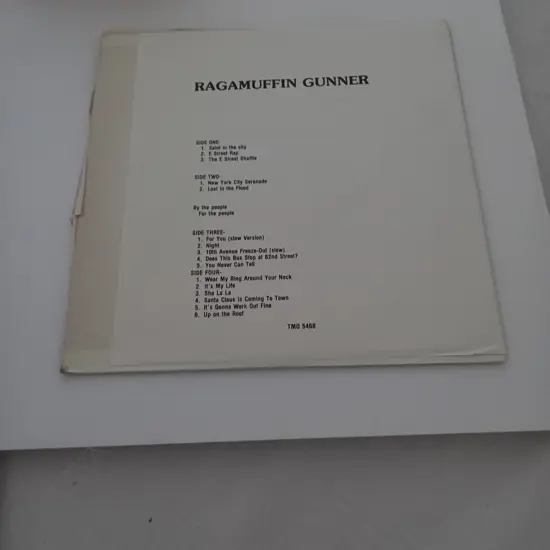 RAGAMUFFIN GUNNER
SIDE ONE-
1. Saint in the city
2. E Street Rap
3. The E Street Shuffle
SIDE TWO-
1. New York City Serenade
2. Lost in the Flood
By the people
For the people
SIDE THREE-
1. For You (slow Version)
2. Night
3. 10th Avenue Freeze-Out (slow)
4. Does This Bus Stop at 82nd Street?
5. You Never Can Tell
SIDE FOUR-
1. Wear My Ring Around Your Neck
2 It's My Life
3. Sha La La
4. Santa Claus is Coming To Town
5. It's Gonna Work Out Fine
6. Up on the Roof
TMQ 5468